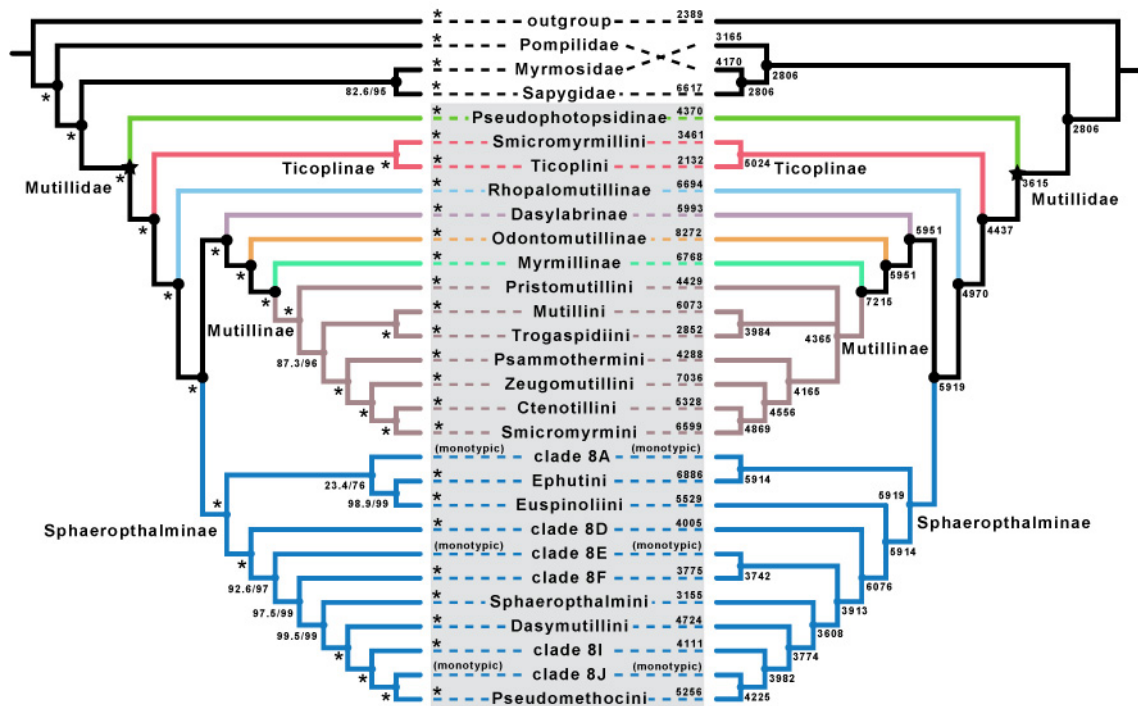 * outgroup 2389
* Pompilidae 3165
* Myrmosidae 4170
2806
82.6/95 * Sapygidae 6617 2806
*
* Pseudophotopsidinae 4370
* 2806
* Smicromyrmillini 3461
Ticoplinae * Ticoplini 2132 5024 Ticoplinae
Mutillidae * 3615 Mutillidae
* Rhopalomutillinae 6694
* Dasylabrinae 5993
* 5951 4437
* Odontomutillinae 8272
* Myrmillinae 6768 5951
* Pristomutillini 4429
* 7215 4970
* Mutillini 6073
Mutillinae * Trogaspidiini 2852 3984 4365 Mutillinae
87.3/96 * Psammothermini 4288
* Zeugomutillini 7036 4165
* 5919
* Ctenotillini 5328 4556
* Smicromyrmini 6599 4869
(monotypic) clade 8A (monotypic)
23.4/76 * Ephutini 6886 5914
98.9/99 * Euspinoliini 5529 5919
Sphaeropthalminae * Sphaeropthalminae
* clade 8D 4005
(monotypic) clade 8E (monotypic) 5914
* clade 8F 3775 3742 6076
92.6/97
* Sphaeropthalmini 3155 3913
97.5/99
* Dasymutillini 4724 3608
99.5/99
* clade 8I 4111 3774
*
(monotypic) clade 8J (monotypic) 3982
* * Pseudomethocini 5256 4225